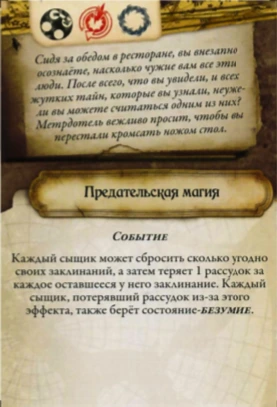 Сидя за обедом в ресторане, вы внезапно
осознаёте, насколько чужие вам все эти
люди. После всего, что вы увидели, и всех
жутких тайн, которые вы узнали, неуже-
ли вы можете считаться одним из них?
Метрдотель вежливо просит, чтобы вы
перестали кромсать ножом стол.
Предательская магия
Событие
Каждый сыщик может сбросить сколько угодно
своих заклинаний, а затем теряет 1 рассудок за
каждое оставшееся у него заклинание. Каждый
сыщик, потерявший рассудок из-за этого
эффекта, также берёт состояние-БЕЗУМИЕ.